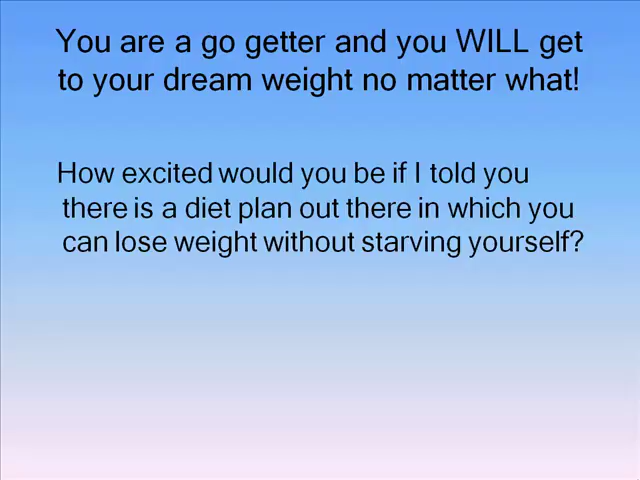 You are a go getter and you WILL get
to your dream weight no matter what!
How excited would you be if I told you
there is a diet plan out there in which you
can lose weight without starving yourself?